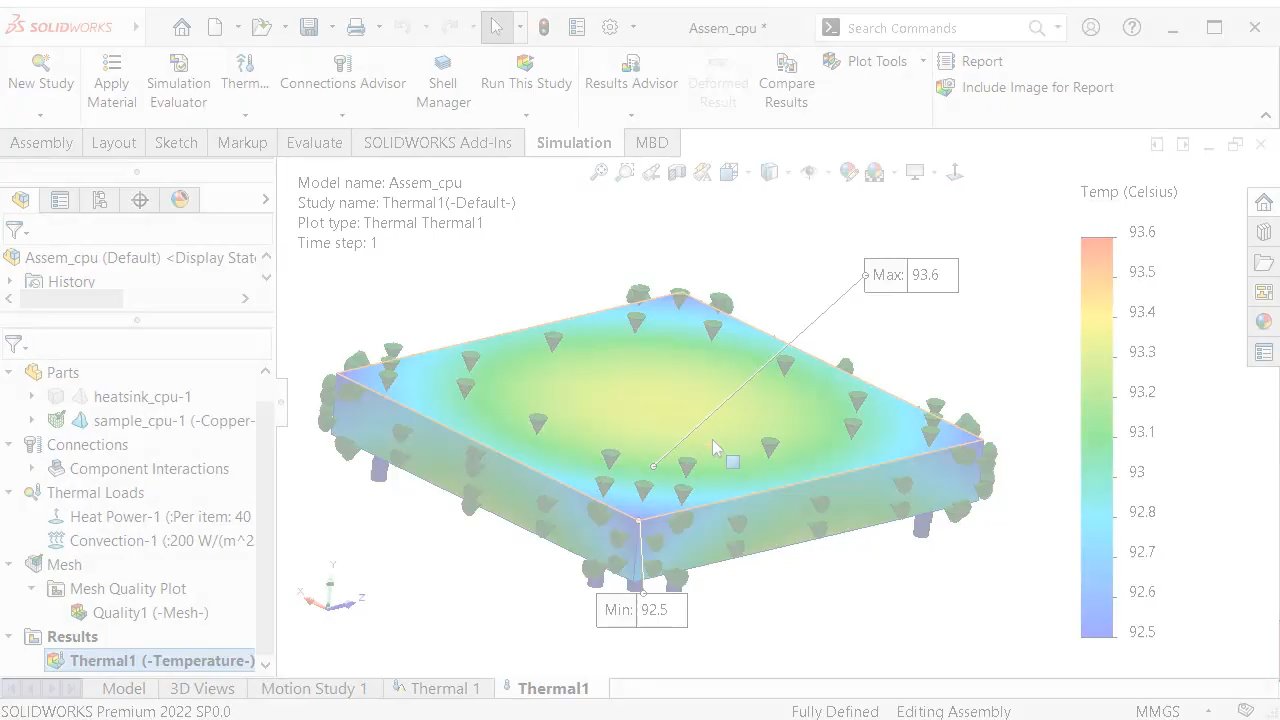 SOLIDWORKS
Assem_cpu *
Search Commands
New Study
Apply Material
Simulation Evaluator
Therm...
Connections Advisor
Shell Manager
Run This Study
Results Advisor
Deformed Result
Compare Results
Plot Tools
Report
Include Image for Report
Assembly
Layout
Sketch
Markup
Evaluate
SOLIDWORKS Add-Ins
Simulation
MBD
Model name: Assem_cpu
Study name: Thermal1(-Default-)
Plot type: Thermal Thermal1
Time step: 1
Temp (Celsius)
93.6
93.5
93.4
93.3
93.2
93.1
93
92.8
92.7
92.6
92.5
Max: 93.6
Min: 92.5
Assem_cpu (Default) <Display Stat
History
Parts
heatsink_cpu-1
sample_cpu-1 (-Copper-
Connections
Component Interactions
Thermal Loads
Heat Power-1 (:Per item: 40
Convection-1 (:200 W/(m^2
Mesh
Mesh Quality Plot
Quality1 (-Mesh-)
Results
Thermal1 (-Temperature-)
Y
X
Z
Model
3D Views
Motion Study 1
Thermal 1
Thermal1
SOLIDWORKS Premium 2022 SP0.0
Fully Defined
Editing Assembly
MMGS